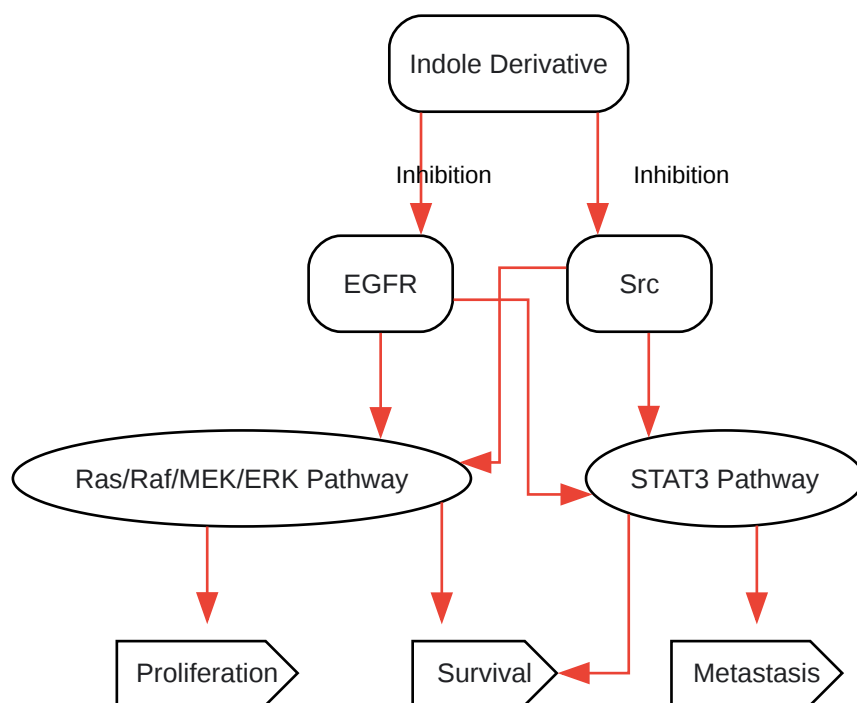 Indole Derivative
Inhibition
Inhibition
EGFR
Src
Ras/Raf/MEK/ERK Pathway
STAT3 Pathway
Proliferation
Survival
Metastasis